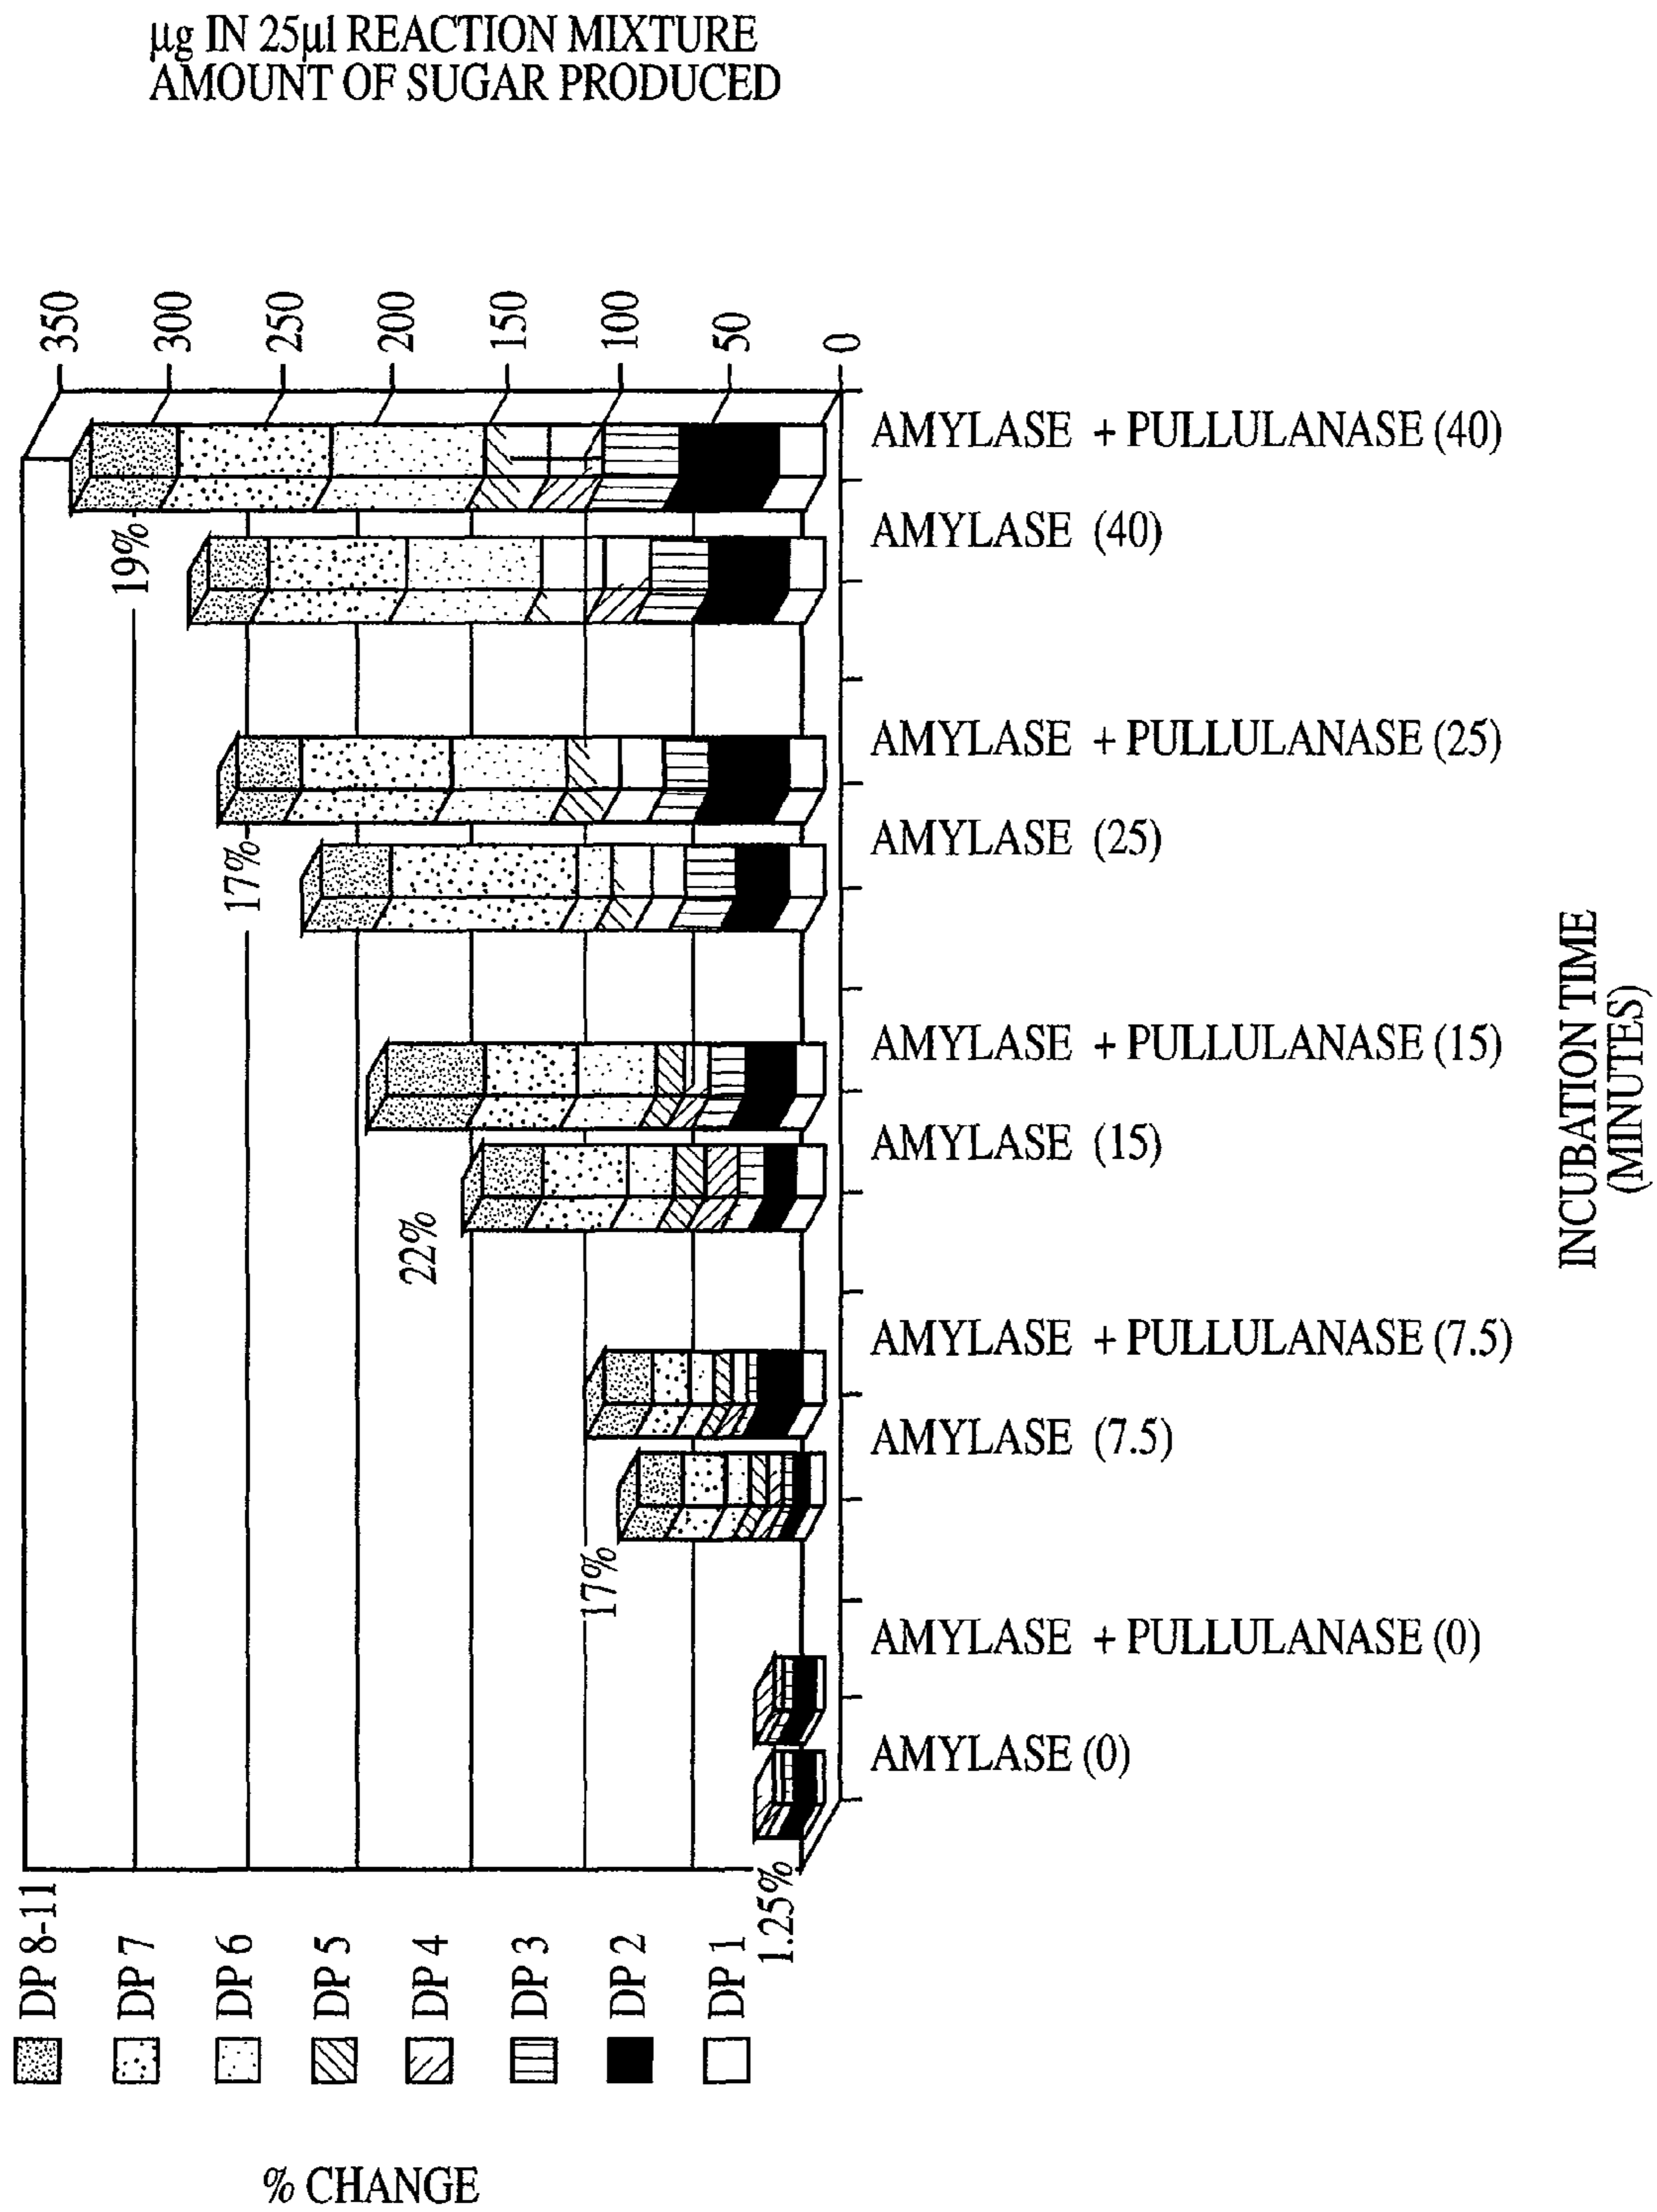 µg IN 25µl REACTION MIXTURE
AMOUNT OF SUGAR PRODUCED
350
300
250
200
150
100
50
0
AMYLASE + PULLULANASE (40)
AMYLASE (40)
AMYLASE + PULLULANASE (25)
AMYLASE (25)
AMYLASE + PULLULANASE (15)
AMYLASE (15)
AMYLASE + PULLULANASE (7.5)
AMYLASE (7.5)
AMYLASE + PULLULANASE (0)
AMYLASE (0)
19%
17%
22%
17%
1.25%
INCUBATION TIME
(MINUTES)
DP 8-11
DP 7
DP 6
DP 5
DP 4
DP 3
DP 2
DP 1
% CHANGE